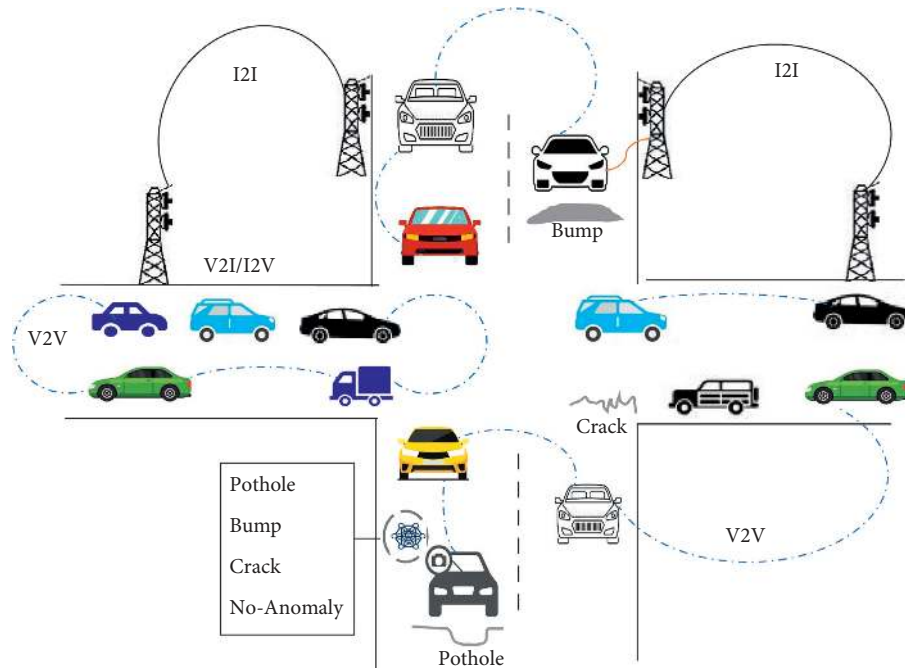 I2I
I2I
Bump
V2I/I2V
V2V
Crack
Pothole
Bump
Crack
No-Anomaly
V2V
Pothole